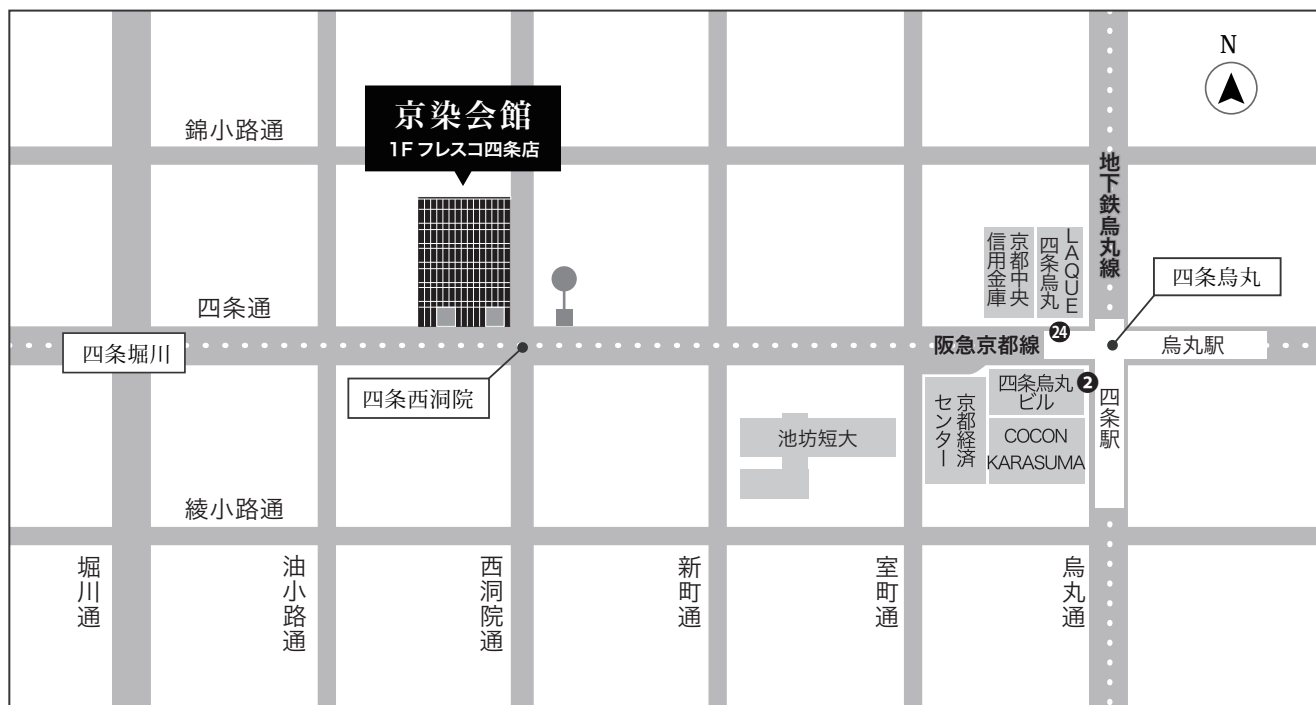 N
京染会館
1F フレスコ四条店
錦小路通
地下鉄烏丸線
京都中央
信用金庫
LAQUE
四条烏丸
四条烏丸
四条通
四条堀川
四条西洞院
阪急京都線
24
烏丸駅
2
四条烏丸
ビル
四条駅
京都経済
センター
COCON
KARASUMA
池坊短大
綾小路通
堀川通
油小路通
西洞院通
新町通
室町通
烏丸通